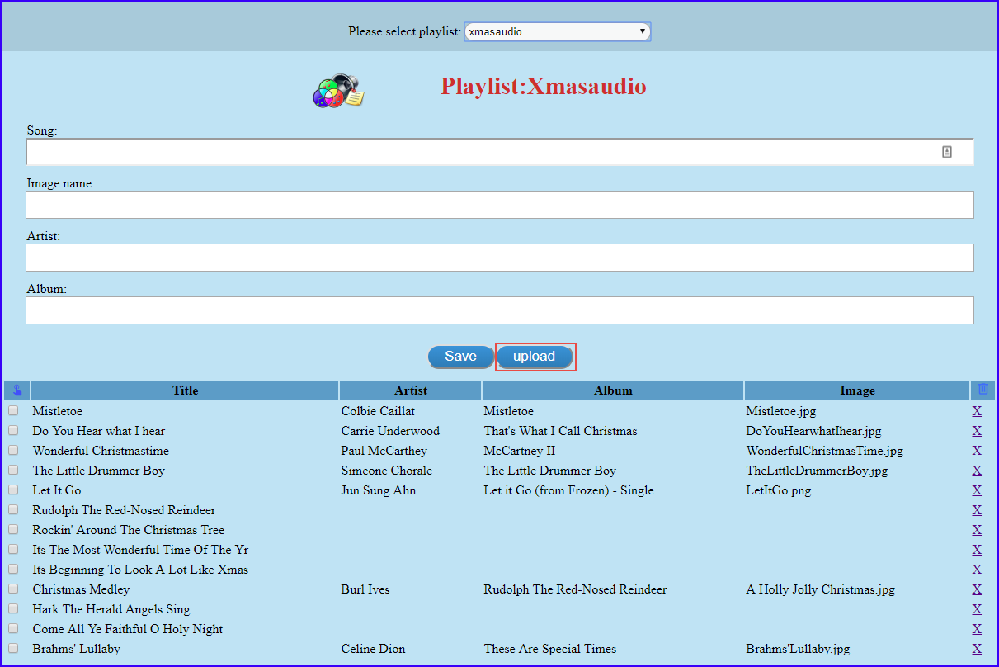 Please select playlist: xmasaudio
Playlist:Xmasaudio
Song:
Image name:
Artist:
Album:
Save upload
Title Artist Album Image
Mistletoe Colbie Caillat Mistletoe Mistletoe.jpg X
Do You Hear what I hear Carrie Underwood That's What I Call Christmas DoYouHearwhatIhear.jpg X
Wonderful Christmastime Paul McCarthey McCartney II WonderfulChristmasTime.jpg X
The Little Drummer Boy Simeone Chorale The Little Drummer Boy TheLittleDrummerBoy.jpg X
Let It Go Jun Sung Ahn Let it Go (from Frozen) - Single LetItGo.png X
Rudolph The Red-Nosed Reindeer X
Rockin' Around The Christmas Tree X
Its The Most Wonderful Time Of The Yr X
Its Beginning To Look A Lot Like Xmas X
Christmas Medley Burl Ives Rudolph The Red-Nosed Reindeer A Holly Jolly Christmas.jpg X
Hark The Herald Angels Sing X
Come All Ye Faithful O Holy Night X
Brahms' Lullaby Celine Dion These Are Special Times Brahms'Lullaby.jpg X